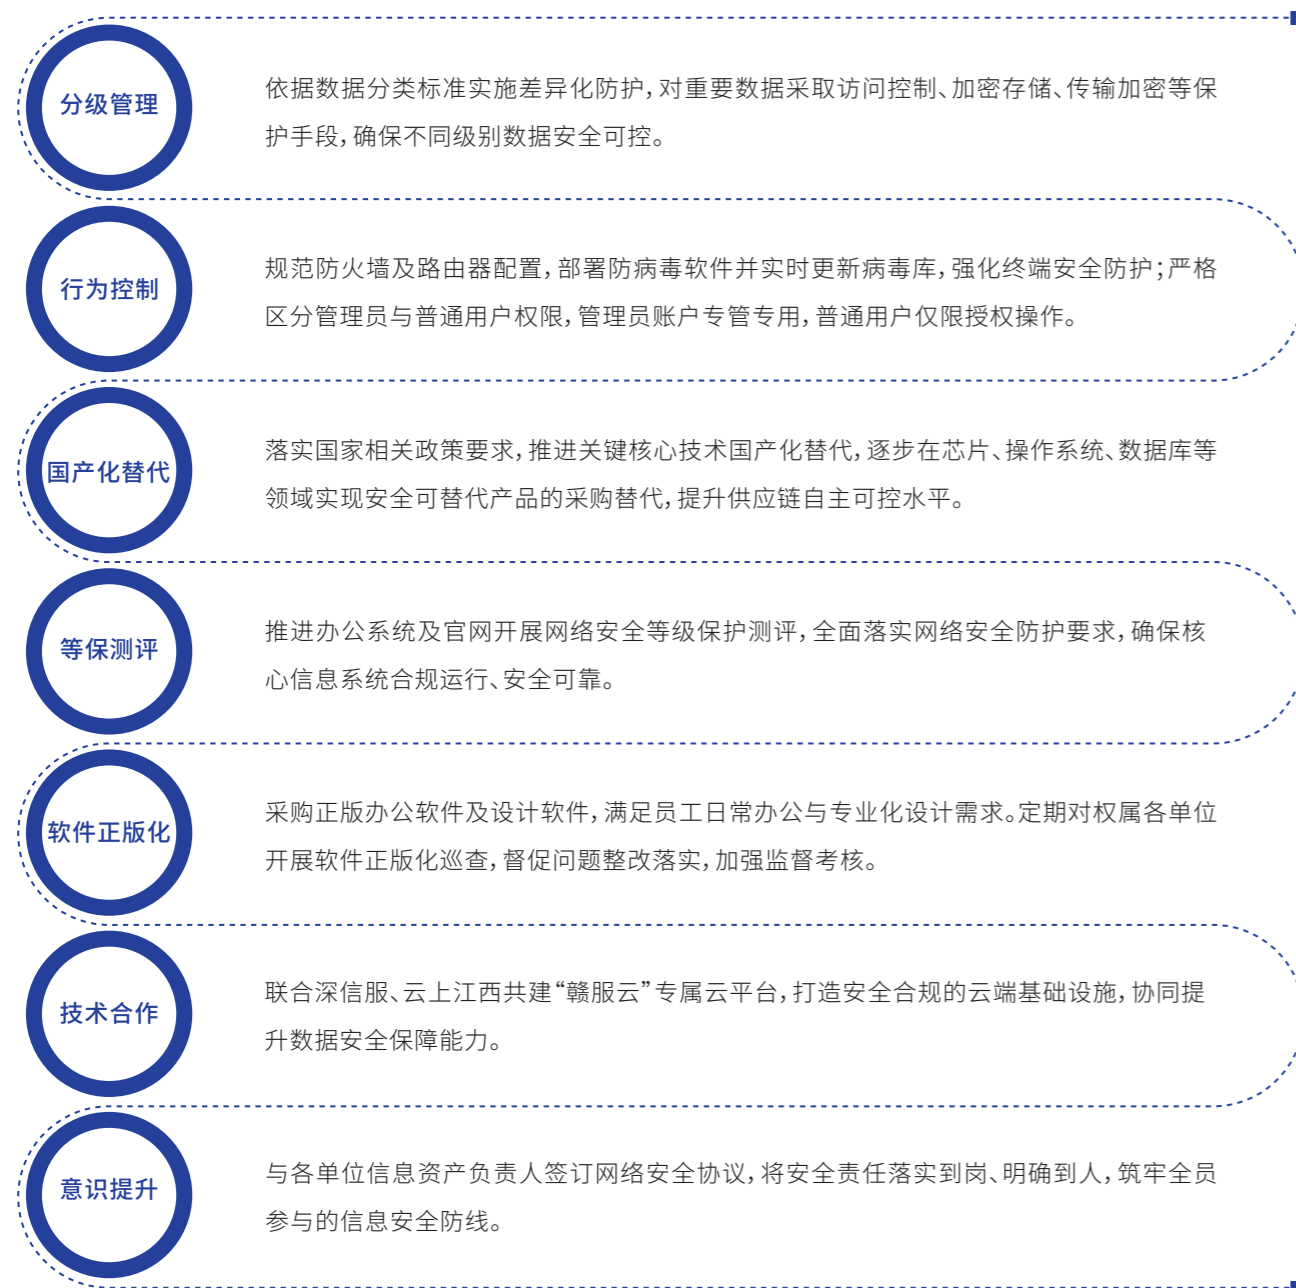 分级管理
依据数据分类标准实施差异化防护，对重要数据采取访问控制、加密存储、传输加密等保
护手段，确保不同级别数据安全可控。
行为控制
规范防火墙及路由器配置，部署防病毒软件并实时更新病毒库，强化终端安全防护；严格
区分管理员与普通用户权限，管理员账户专管专用，普通用户仅限授权操作。
国产化替代
落实国家相关政策要求，推进关键核心技术国产化替代，逐步在芯片、操作系统、数据库等
领域实现安全可替代产品的采购替代，提升供应链自主可控水平。
等保测评
推进办公系统及官网开展网络安全等级保护测评，全面落实网络安全防护要求，确保核
心信息系统合规运行、安全可靠。
软件正版化
采购正版办公软件及设计软件，满足员工日常办公与专业化设计需求。定期对权属各单位
开展软件正版化巡查，督促问题整改落实，加强监督考核。
技术合作
联合深信服、云上江西共建“赣服云”专属云平台，打造安全合规的云端基础设施，协同提
升数据安全保障能力。
意识提升
与各单位信息资产负责人签订网络安全协议，将安全责任落实到岗、明确到人，筑牢全员
参与的信息安全防线。